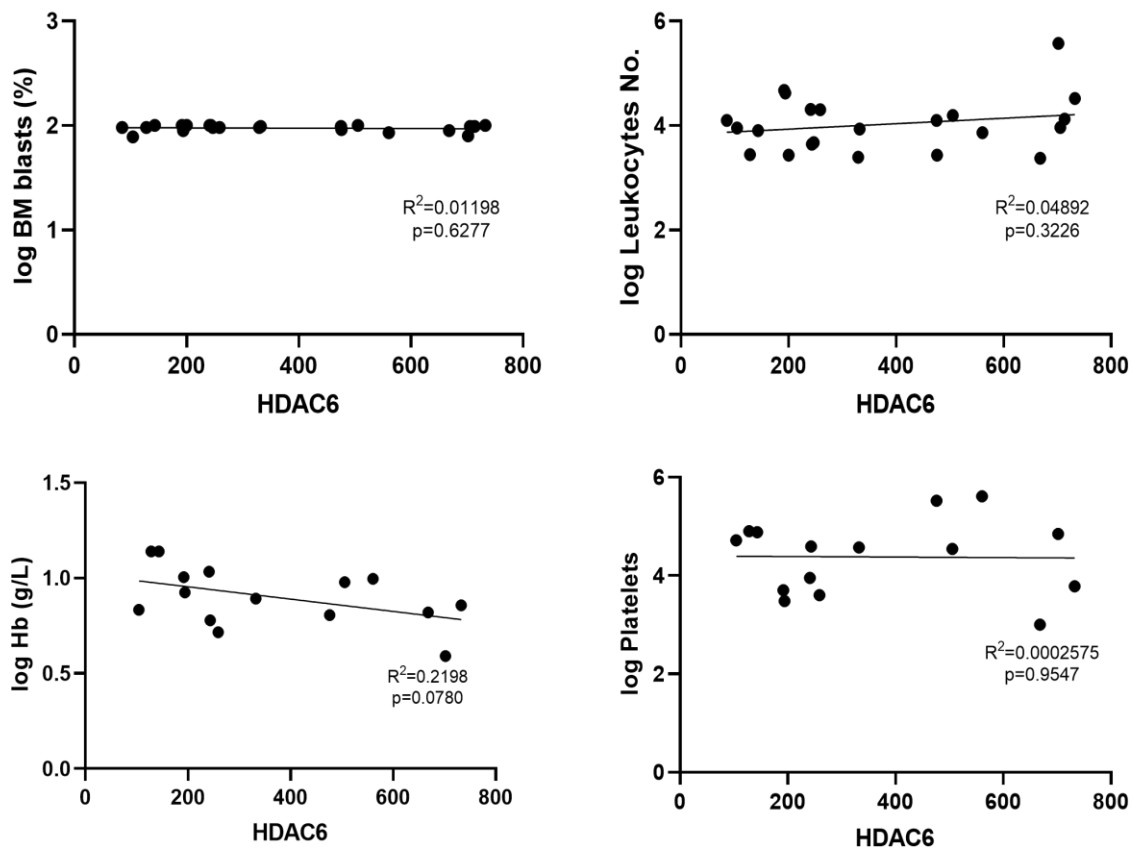 log BM blasts (%)
3
2
1
0
0 200 400 600 800
HDAC6
R²=0.01198
p=0.6277
log Leukocytes No.
6
4
2
0
0 200 400 600 800
HDAC6
R²=0.04892
p=0.3226
log Hb (g/L)
1.5
1.0
0.5
0.0
0 200 400 600 800
HDAC6
R²=0.2198
p=0.0780
log Platelets
6
4
2
0
0 200 400 600 800
HDAC6
R²=0.0002575
p=0.9547